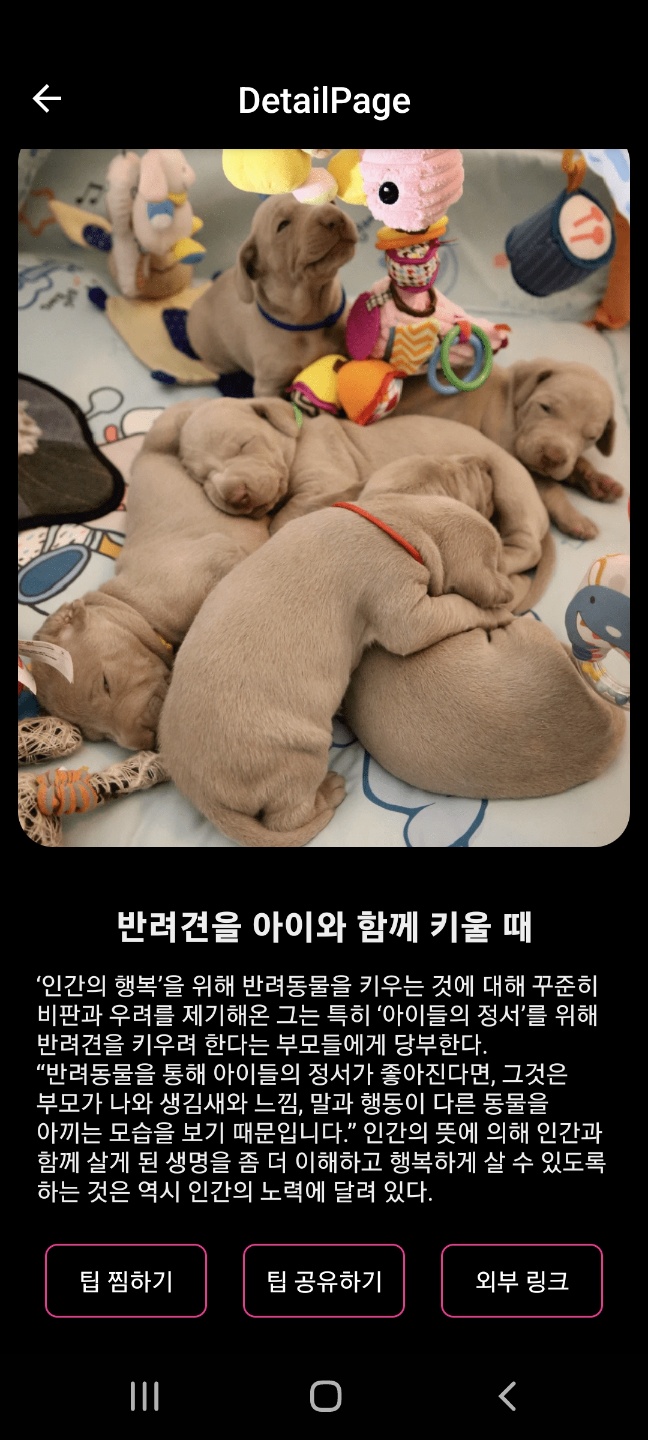 DetailPage
반려견을 아이와 함께 키울 때
‘인간의 행복’을 위해 반려동물을 키우는 것에 대해 꾸준히
비판과 우려를 제기해온 그는 특히 ‘아이들의 정서’를 위해
반려견을 키우려 한다는 부모들에게 당부한다.
“반려동물을 통해 아이들의 정서가 좋아진다면, 그것은
부모가 나와 생김새와 느낌, 말과 행동이 다른 동물을
아끼는 모습을 보기 때문입니다.” 인간의 뜻에 의해 인간과
함께 살게 된 생명을 좀 더 이해하고 행복하게 살 수 있도록
하는 것은 역시 인간의 노력에 달려 있다.
팁 찜하기
팁 공유하기
외부 링크